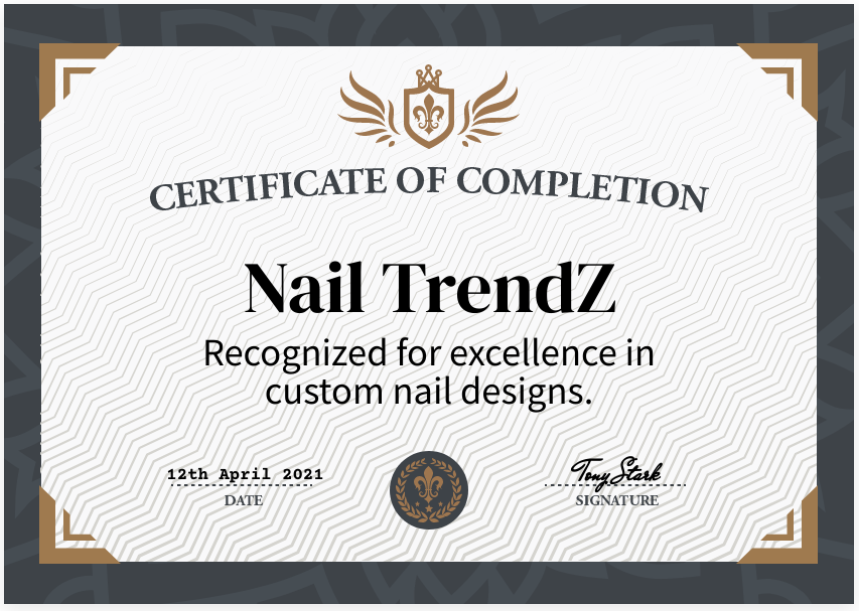 CERTIFICATE OF COMPLETION
Nail TrendZ
Recognized for excellence in
custom nail designs.
12th April 2021
DATE
Tony Stark
SIGNATURE